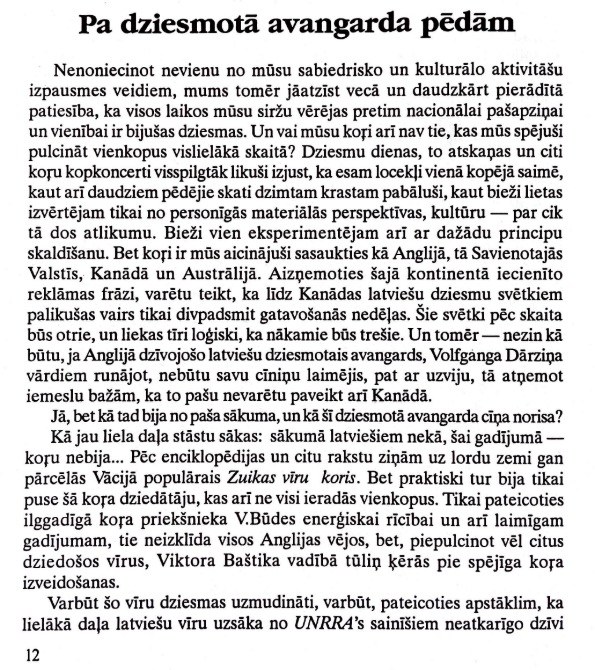 Pa dziesmotā avangarda pēdām
Nenoniecinot nevienu no mūsu sabiedrisko un kulturālo aktivitāšu
izpausmes veidiem, mums tomēr jāatzīst vecā un daudzkārt pierādītā
patiesība, ka visos laikos mūsu siržu vērējas pretim nacionālai pašapziņai
un vienībai ir bijušas dziesmas. Un vai mūsu koŗi arī nav tie, kas mūs spējuši
pulcināt vienkopus vislielākā skaitā? Dziesmu dienas, to atskaņas un citi
koŗu kopkoncerti visspilgtāk likuši izjust, ka esam locekļi vienā kopējā saimē,
kaut arī daudziem pēdējie skati dzimtam krastam pabāluši, kaut bieži lietas
izvērtējam tikai no personīgās materiālās perspektīvas, kultūru — par cik
tā dos atlikumu. Bieži vien eksperimentējam arī ar dažādu principu
skaldīšanu. Bet koŗi ir mūs aicinājuši sasaukties kā Anglijā, tā Savienotajās
Valstīs, Kanādā un Austrālijā. Aizņemoties šajā kontinentā iecienīto
reklāmas frāzi, varētu teikt, ka līdz Kanādas latviešu dziesmu svētkiem
palikušas vairs tikai divpadsmit gatavošanās nedēļas. Šie svētki pēc skaita
būs otrie, un liekas tīri loģiski, ka nākamie būs trešie. Un tomēr — nezin kā
būtu, ja Anglijā dzīvojošo latviešu dziesmotais avangards, Volfganga Dārziņa
vārdiem runājot, nebūtu savu cīniņu laimējis, pat ar uzviju, tā atņemot
iemeslu bažām, ka to pašu nevarētu paveikt arī Kanādā.
Jā, bet kā tad bija no paša sākuma, un kā šī dziesmotā avangarda cīņa norisa?
Kā jau liela daļa stāstu sākas: sākumā latviešiem nekā, šai gadījumā —
koŗu nebija... Pēc enciklopēdijas un citu rakstu ziņām uz lordu zemi gan
pārcēlās Vācijā populārais Zuikas vīru koris. Bet praktiski tur bija tikai
puse šā koŗa dziedātāju, kas arī ne visi ieradās vienkopus. Tikai pateicoties
ilggadīgā koŗa priekšnieka V.Būdes enerģiskai rīcībai un arī laimīgam
gadījumam, tie neizklīda visos Anglijas vējos, bet, piepulcinot vēl citus
dziedošos vīrus, Viktora Baštika vadībā tūliņ ķērās pie spējīga koŗa
izveidošanas.
Varbūt šo vīru dziesmas uzmudināti, varbūt, pateicoties apstāklim, ka
lielākā daļa latviešu vīru uzsāka no UNRRA's sainīšiem neatkarīgo dzīvi
12